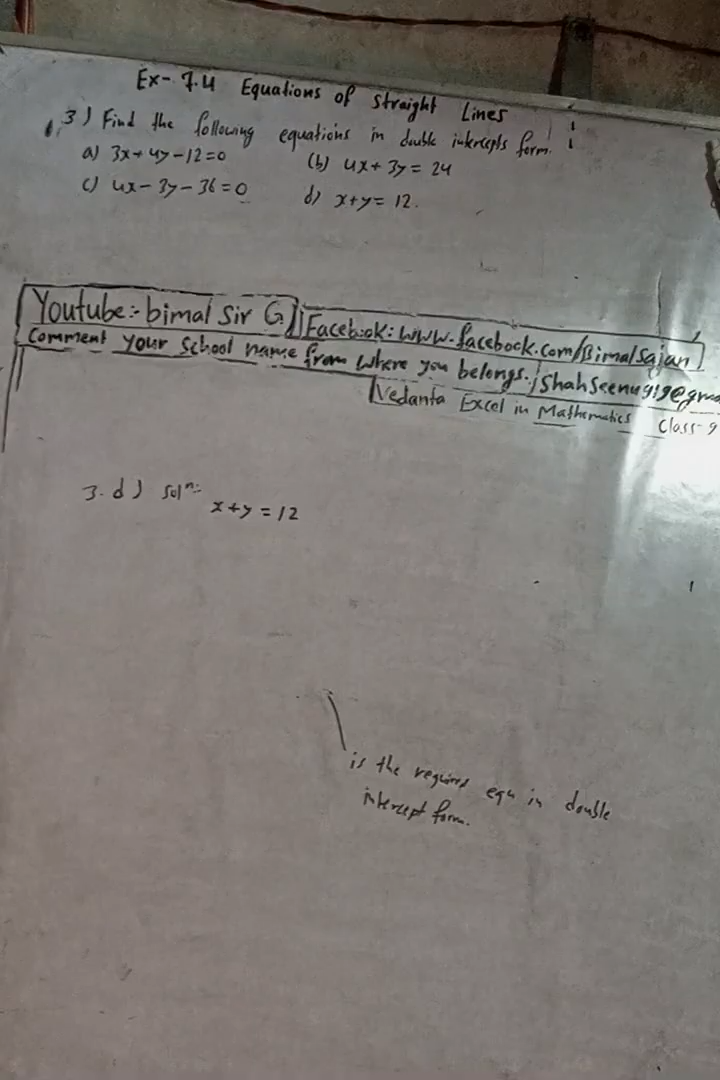 Ex-7.4 Equations of Straight Lines
3) Find the following equations in double intercepts form.
a) 3x+4y-12=0 (b) 4x+3y=24
c) 4x-3y-36=0 d) x+y=12.
Youtube:- bimal Sir G Facebook: www.facebook.com/Bimalsajan
Comment your School name from where you belongs.
Vedanta Excel in Mathematics Class-9
3.d) Solⁿ:
x+y=12
is the required equ in double
intercept form.